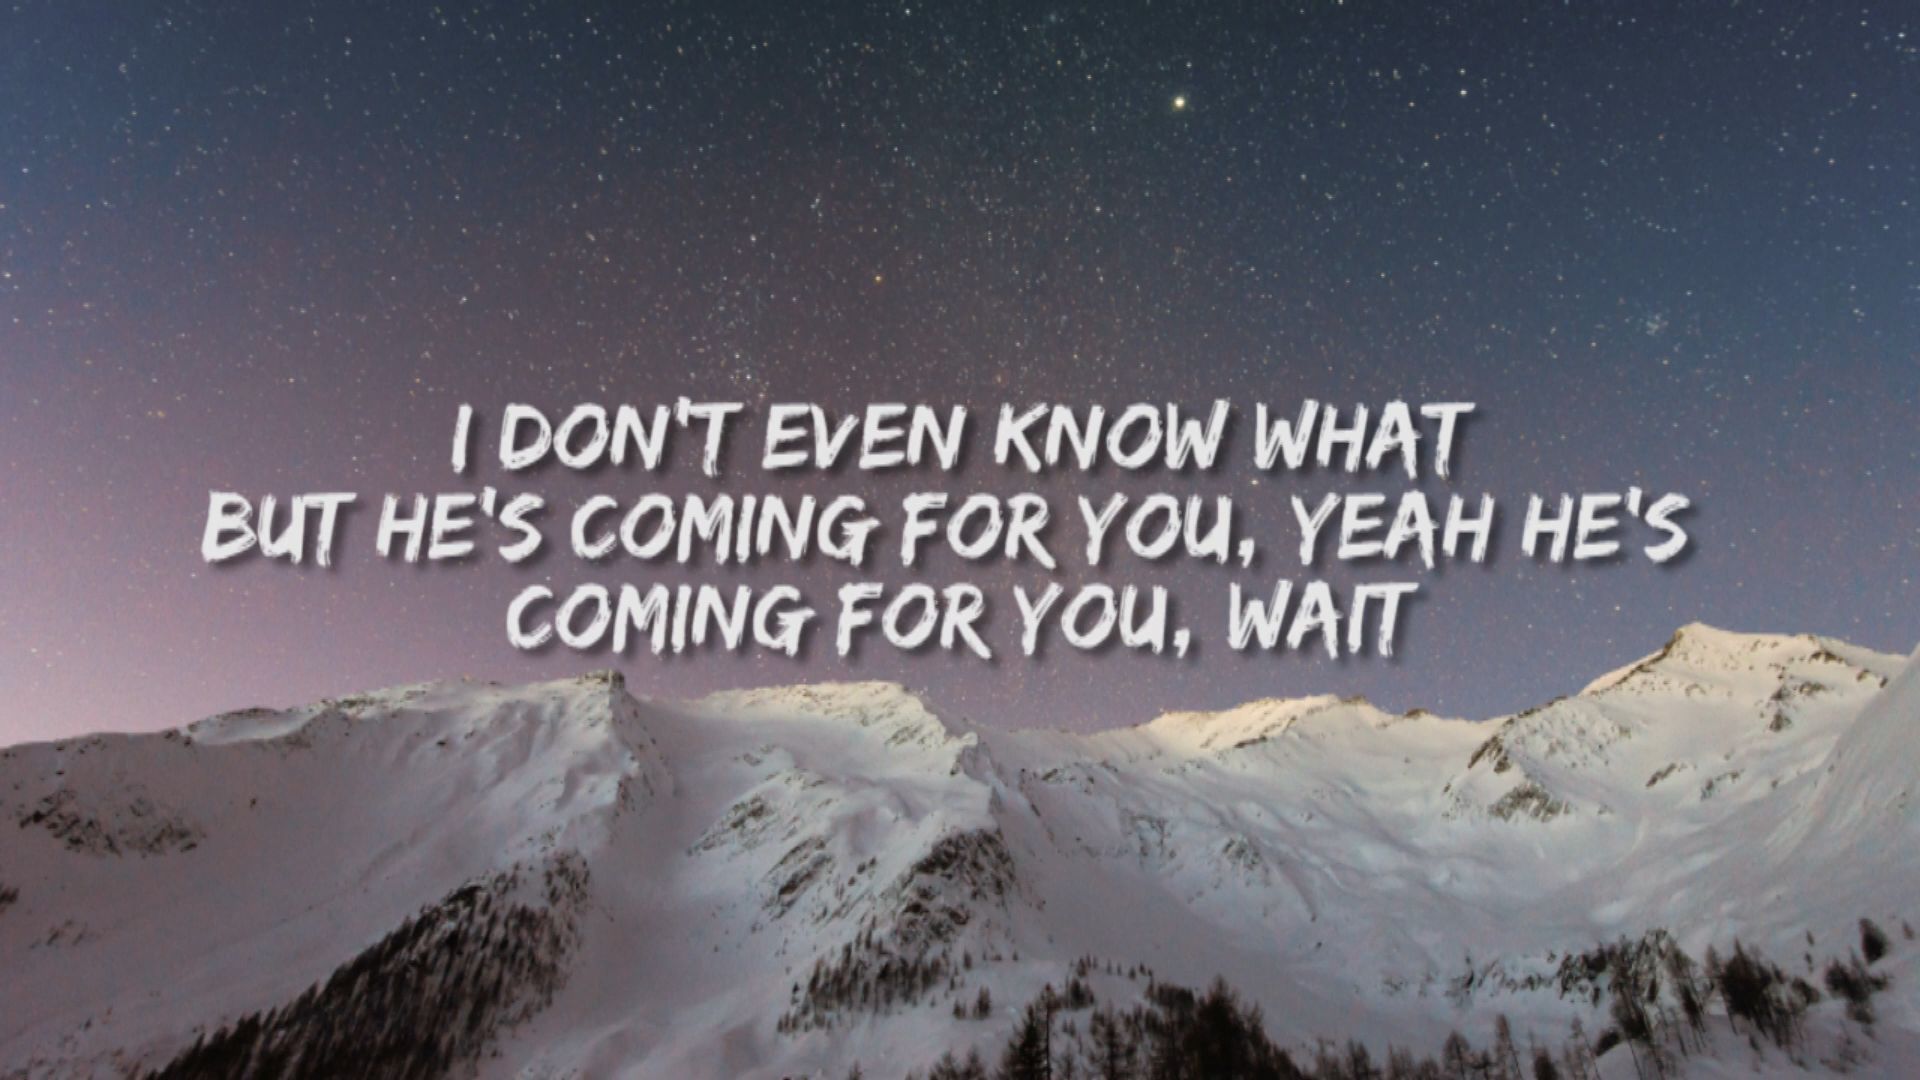 I DON'T EVEN KNOW WHAT
BUT HE'S COMING FOR YOU, YEAH HE'S
COMING FOR YOU, WAIT